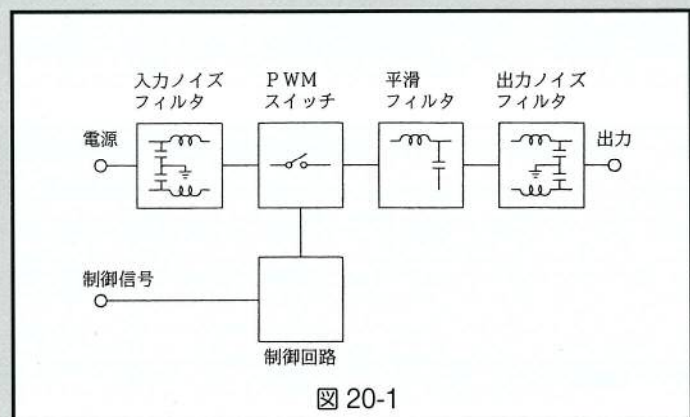 入力ノイズ
フィルタ
PWM
スイッチ
平滑
フィルタ
出力ノイズ
フィルタ
電源
出力
制御信号
制御回路
図 20-1